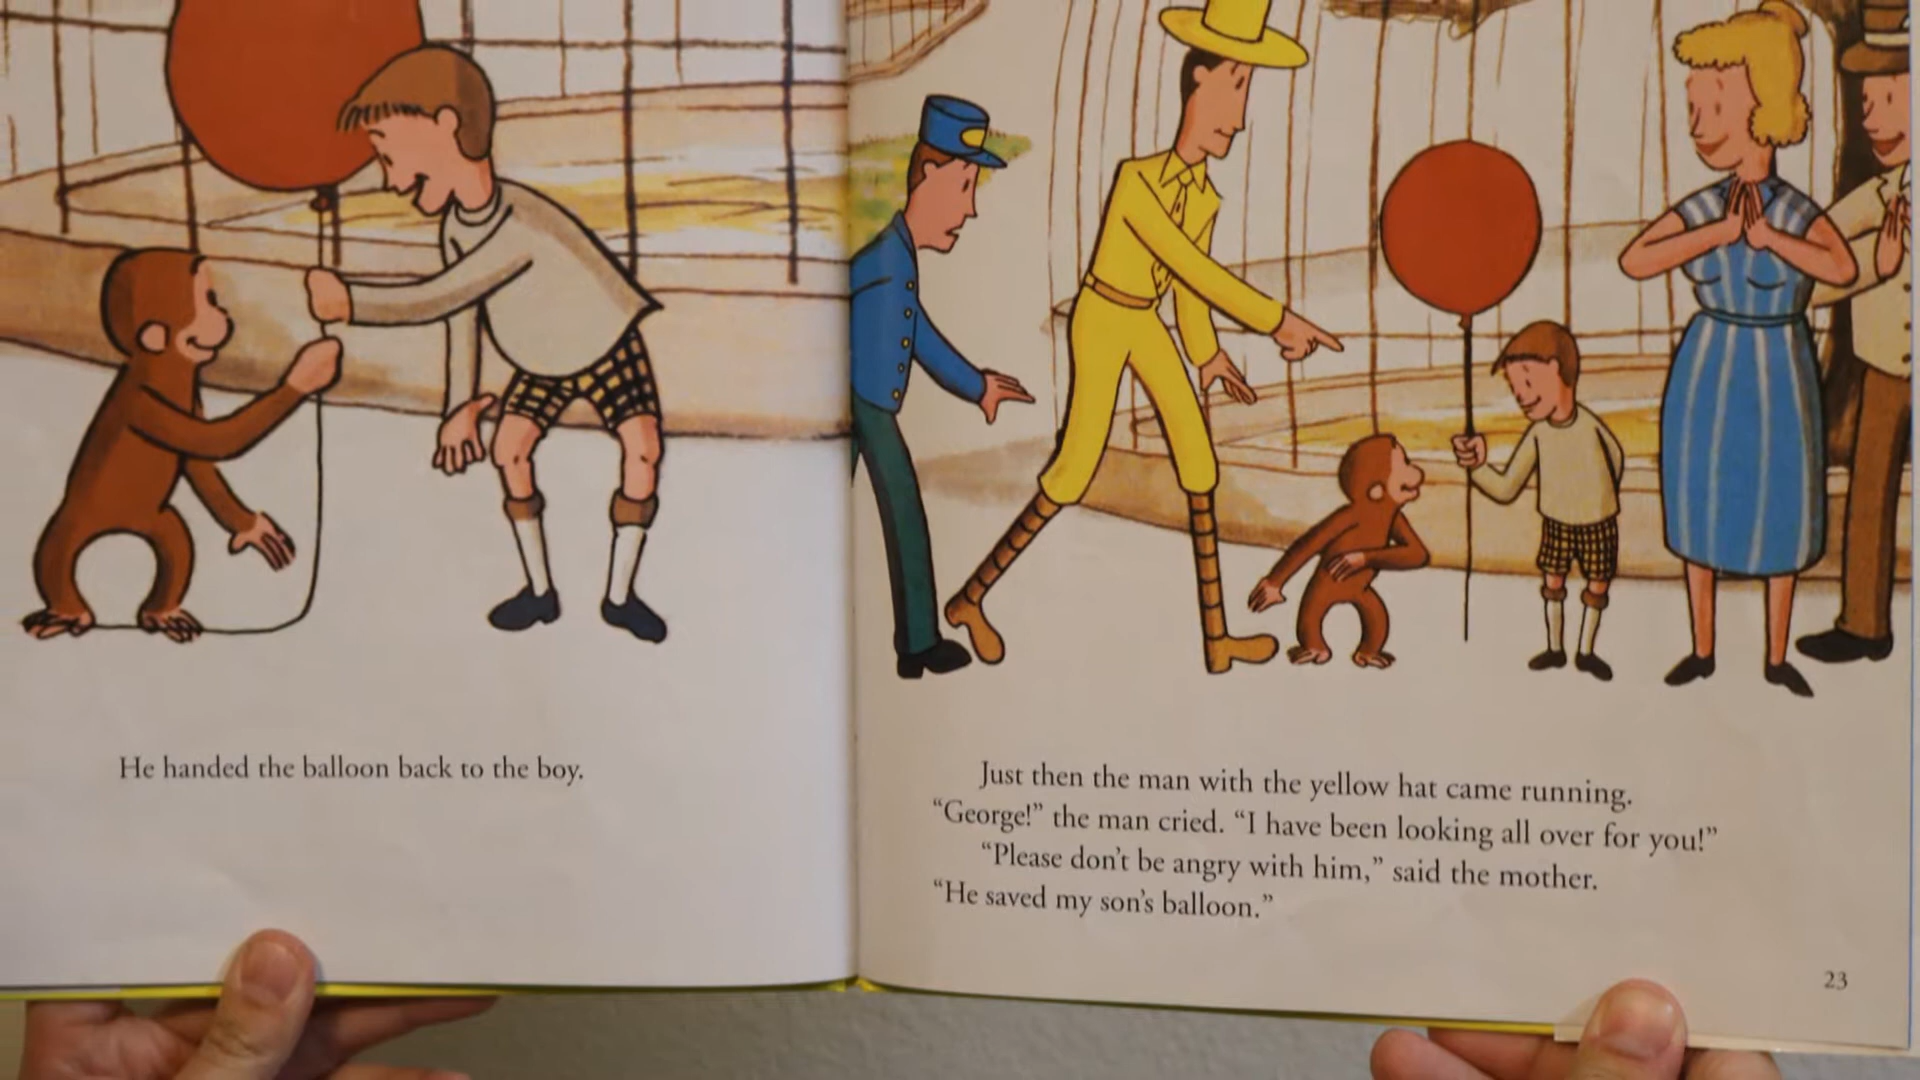 He handed the balloon back to the boy.
Just then the man with the yellow hat came running.
“George!” the man cried. “I have been looking all over for you!”
“Please don’t be angry with him,” said the mother.
“He saved my son’s balloon.”
23